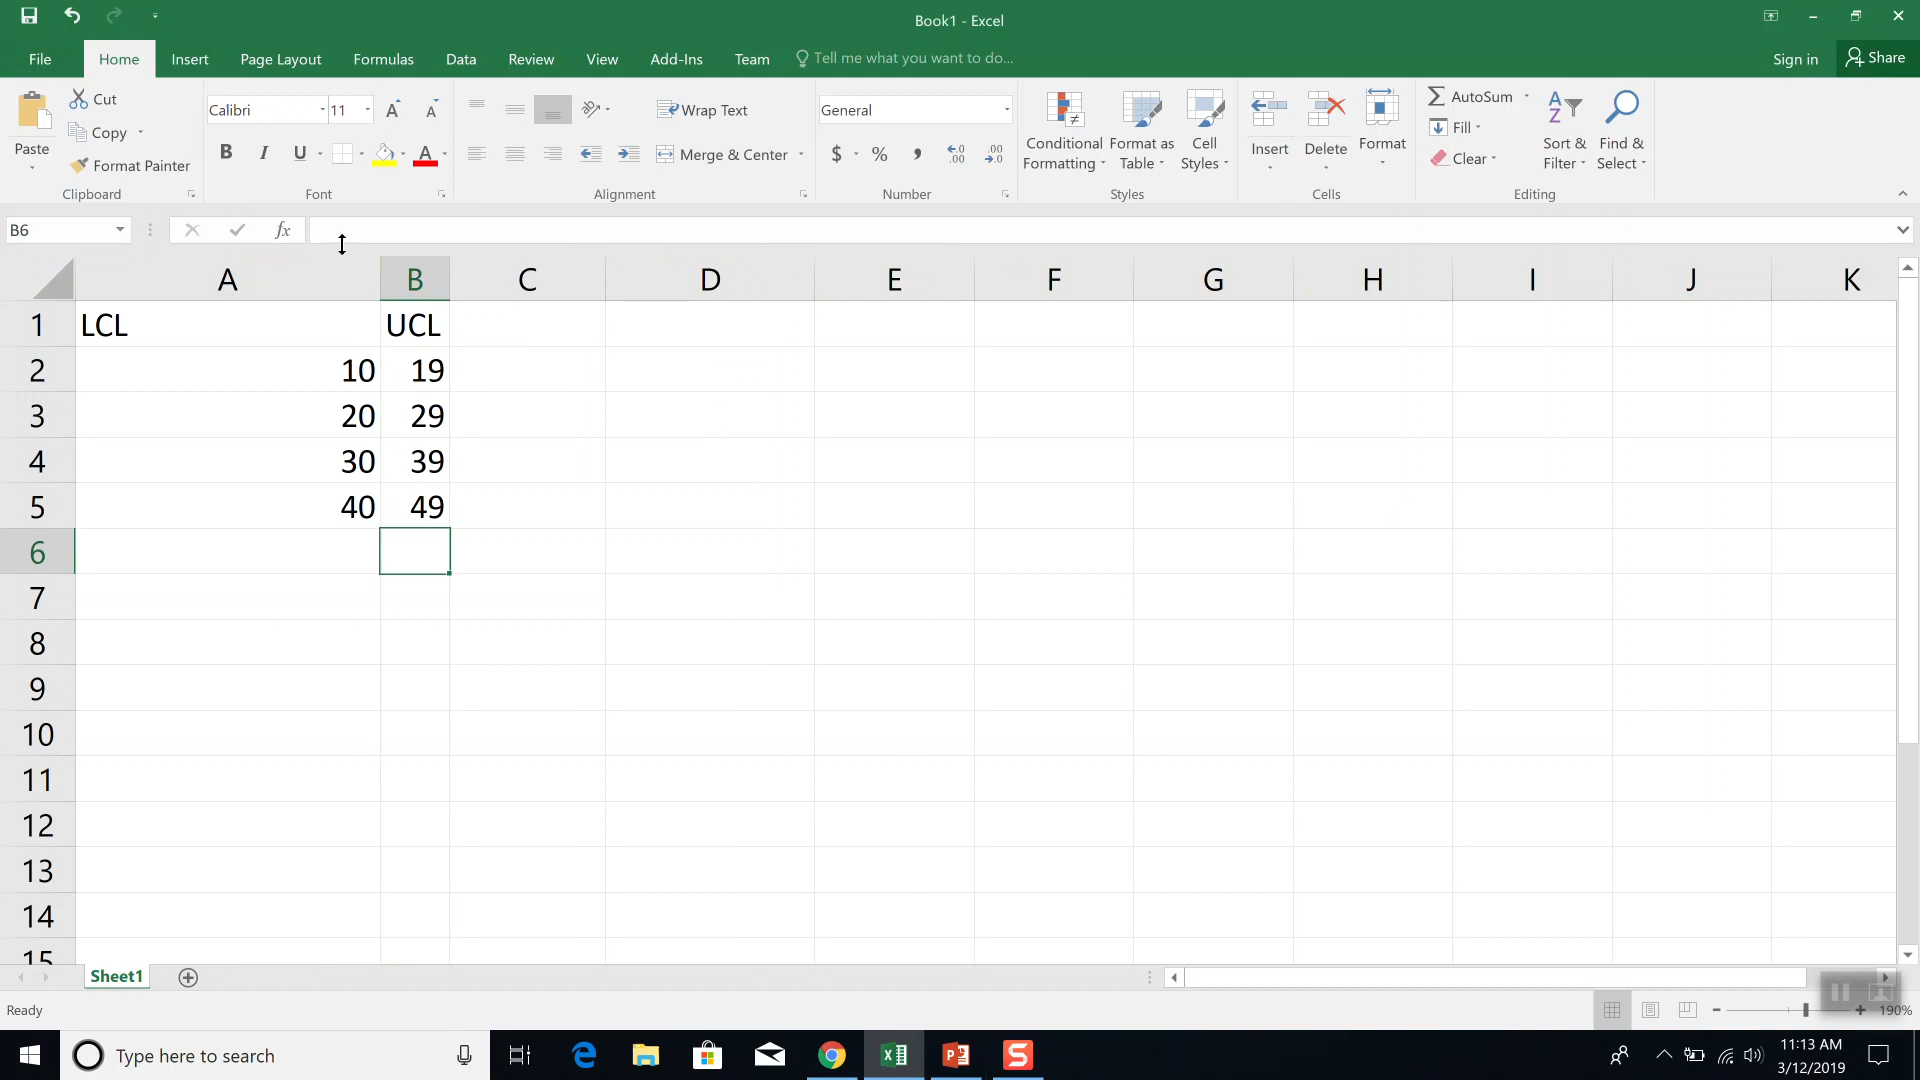 Book1 - Excel
File Home Insert Page Layout Formulas Data Review View Add-Ins Team Tell me what you want to do... Sign in Share
Paste Cut Copy Format Painter
Clipboard
Calibri 11
B I U A
Font
Wrap Text
Merge & Center
Alignment
General
$ % , .00 .00
Number
Conditional Formatting
Format as Table
Cell Styles
Styles
Insert Delete Format
Cells
AutoSum
Fill
Clear
Sort & Filter
Find & Select
Editing
B6 fx
A B C D E F G H I J K
1 LCL UCL
2 10 19
3 20 29
4 30 39
5 40 49
6
7
8
9
10
11
12
13
14
15
Sheet1
Ready 190%
Type here to search 11:13 AM
3/12/2019